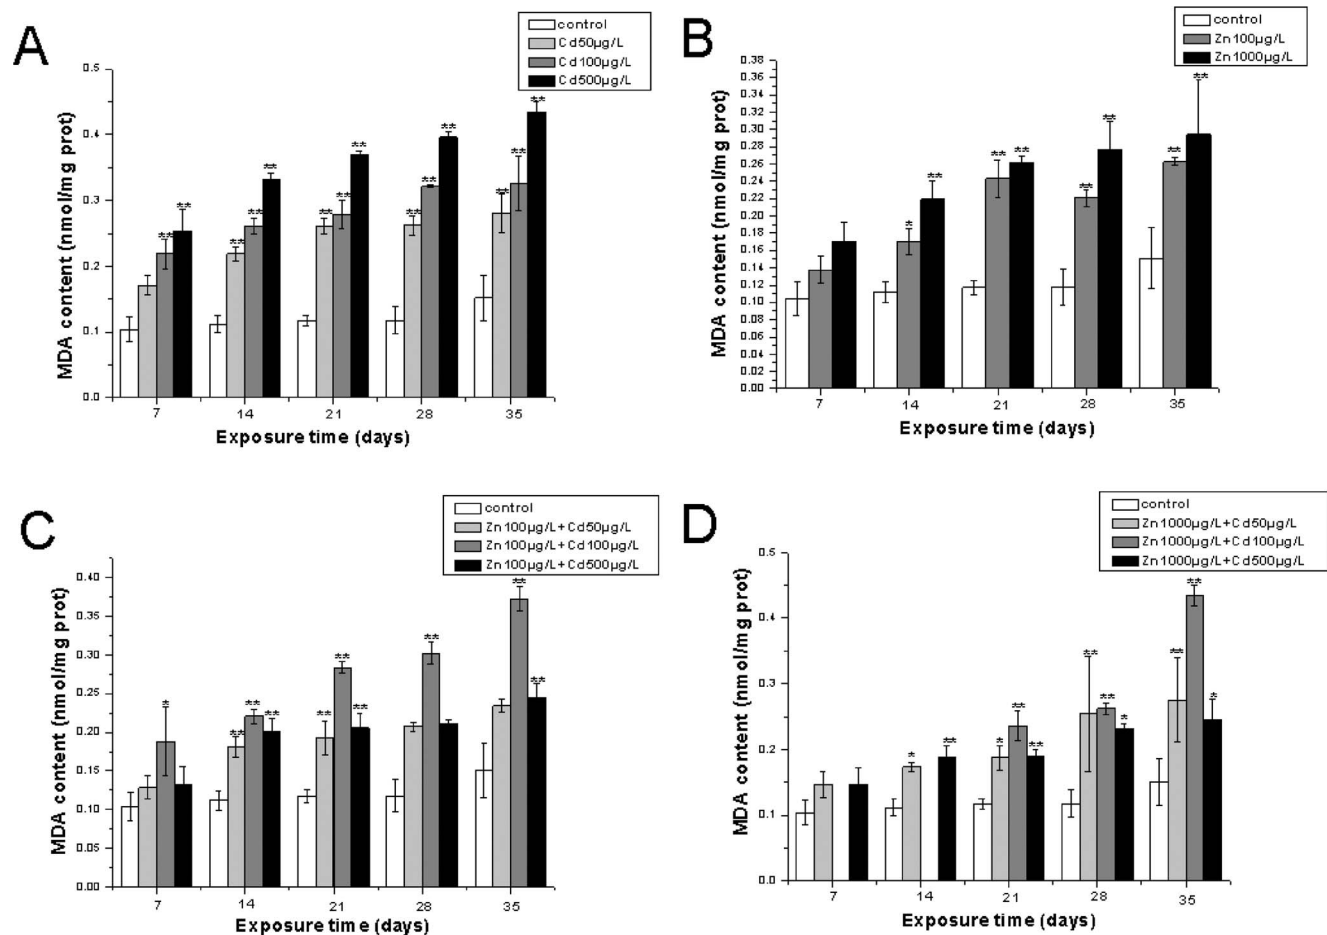 A
control
Cd50µg/L
Cd100µg/L
Cd500µg/L
MDA content (nmol/mg prot)
0.5
0.4
0.3
0.2
0.1
0.0
** ** ** ** ** ** ** ** ** ** ** ** ** **
7 14 21 28 35
Exposure time (days)
B
control
Zn100µg/L
Zn1000µg/L
MDA content (nmol/mg prot)
0.38
0.36
0.34
0.32
0.30
0.28
0.26
0.24
0.22
0.20
0.18
0.16
0.14
0.12
0.10
0.08
0.06
0.04
0.02
0.00
* ** ** ** ** ** ** **
7 14 21 28 35
Exposure time (days)
C
control
Zn100µg/L+Cd50µg/L
Zn100µg/L+Cd100µg/L
Zn100µg/L+Cd500µg/L
MDA content (nmol/mg prot)
0.40
0.35
0.30
0.25
0.20
0.15
0.10
0.05
0.00
* ** ** ** ** ** ** ** ** **
7 14 21 28 35
Exposure time (days)
D
control
Zn1000µg/L+Cd50µg/L
Zn1000µg/L+Cd100µg/L
Zn1000µg/L+Cd500µg/L
MDA content (nmol/mg prot)
0.5
0.4
0.3
0.2
0.1
0.0
* ** * ** ** ** ** * ** ** *
7 14 21 28 35
Exposure time (days)